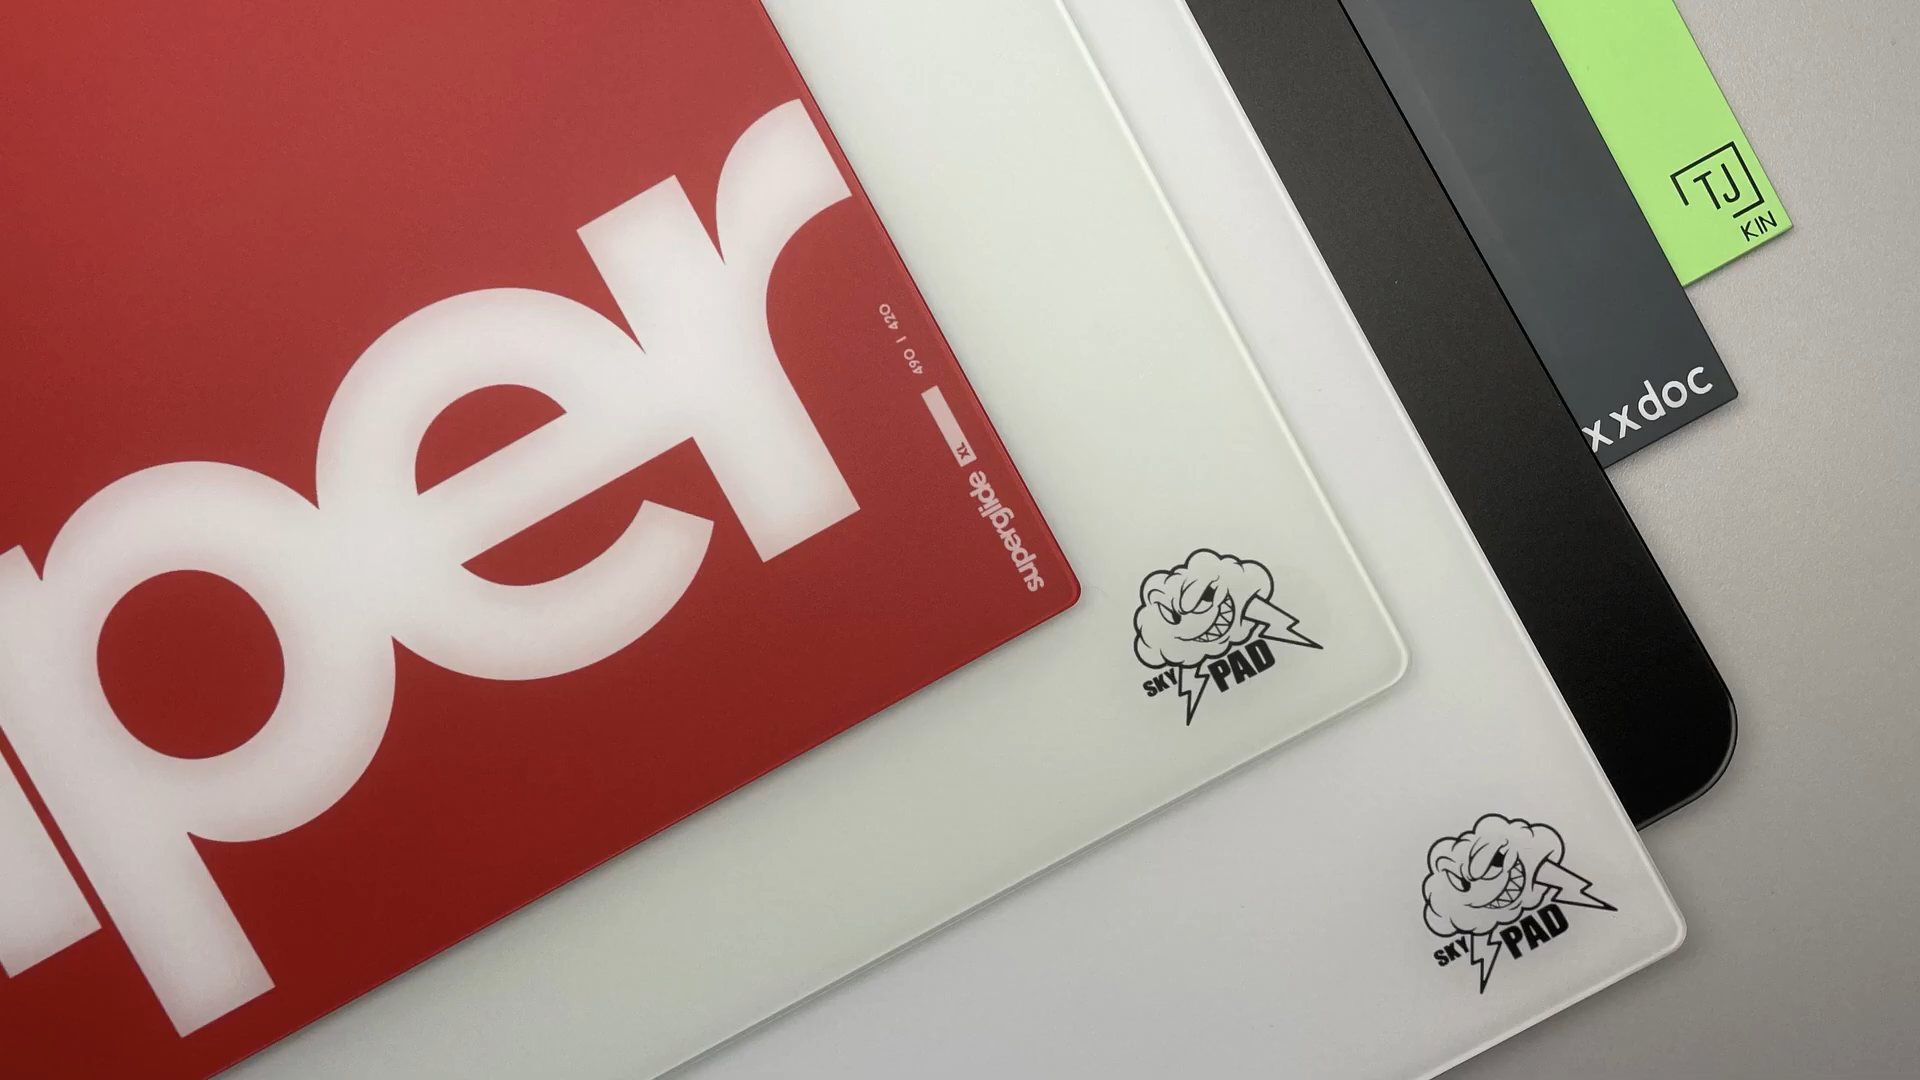 per
490 | 420
XL
superglide
SKY PAD
SKY PAD
xxdoc
TJ
KIN